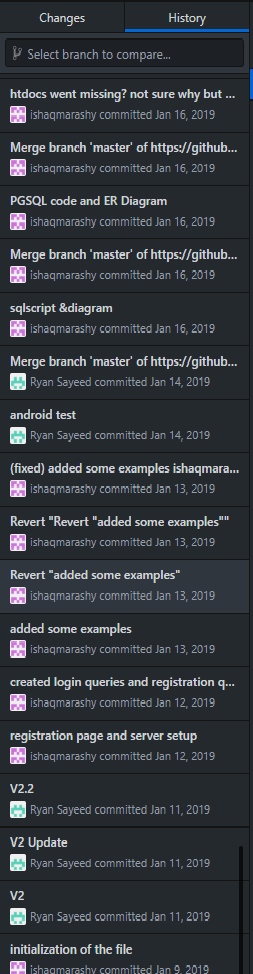 Changes
History
Select branch to compare...
htdocs went missing? not sure why but ...
ishaqmarashy committed Jan 16, 2019
Merge branch 'master' of https://github...
ishaqmarashy committed Jan 16, 2019
PGSQL code and ER Diagram
ishaqmarashy committed Jan 16, 2019
Merge branch 'master' of https://github...
ishaqmarashy committed Jan 16, 2019
sqlscript &diagram
ishaqmarashy committed Jan 16, 2019
Merge branch 'master' of https://github...
Ryan Sayeed committed Jan 14, 2019
android test
Ryan Sayeed committed Jan 14, 2019
(fixed) added some examples ishaqmara...
ishaqmarashy committed Jan 13, 2019
Revert "Revert "added some examples""
ishaqmarashy committed Jan 13, 2019
Revert "added some examples"
ishaqmarashy committed Jan 13, 2019
added some examples
ishaqmarashy committed Jan 13, 2019
created login queries and registration q...
ishaqmarashy committed Jan 12, 2019
registration page and server setup
ishaqmarashy committed Jan 12, 2019
V2.2
Ryan Sayeed committed Jan 11, 2019
V2 Update
Ryan Sayeed committed Jan 11, 2019
V2
Ryan Sayeed committed Jan 11, 2019
initialization of the file
ishaqmarashy committed Jan 9, 2019